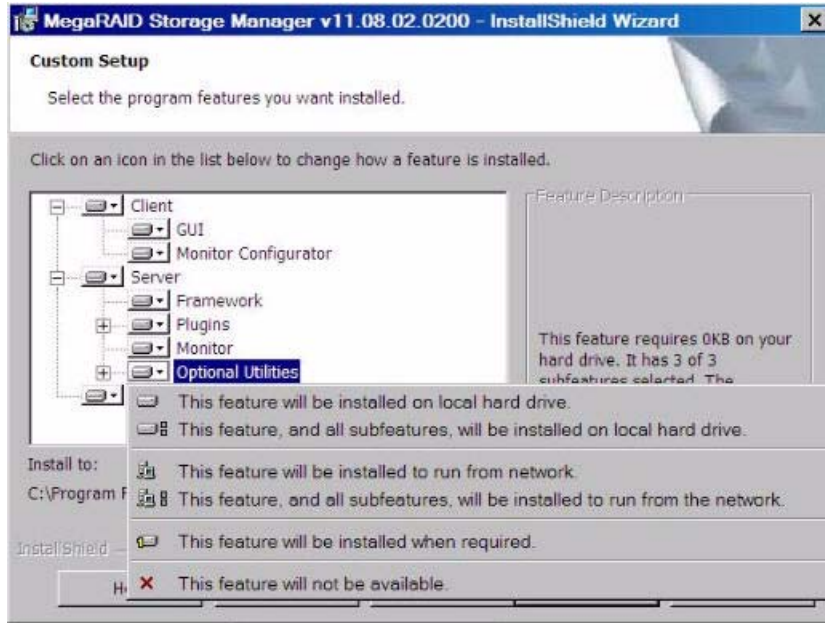 MegaRAID Storage Manager v11.08.02.0200 - InstallShield Wizard
Custom Setup
Select the program features you want installed.
Click on an icon in the list below to change how a feature is installed.
Feature Description
Client
GUI
Monitor Configurator
Server
Framework
Plugins
Monitor
Optional Utilities
This feature requires 0KB on your
hard drive. It has 3 of 3
subfeatures selected. The
This feature will be installed on local hard drive.
This feature, and all subfeatures, will be installed on local hard drive.
This feature will be installed to run from network.
This feature, and all subfeatures, will be installed to run from the network.
This feature will be installed when required.
This feature will not be available.
Install to:
C:\Program
InstallShield